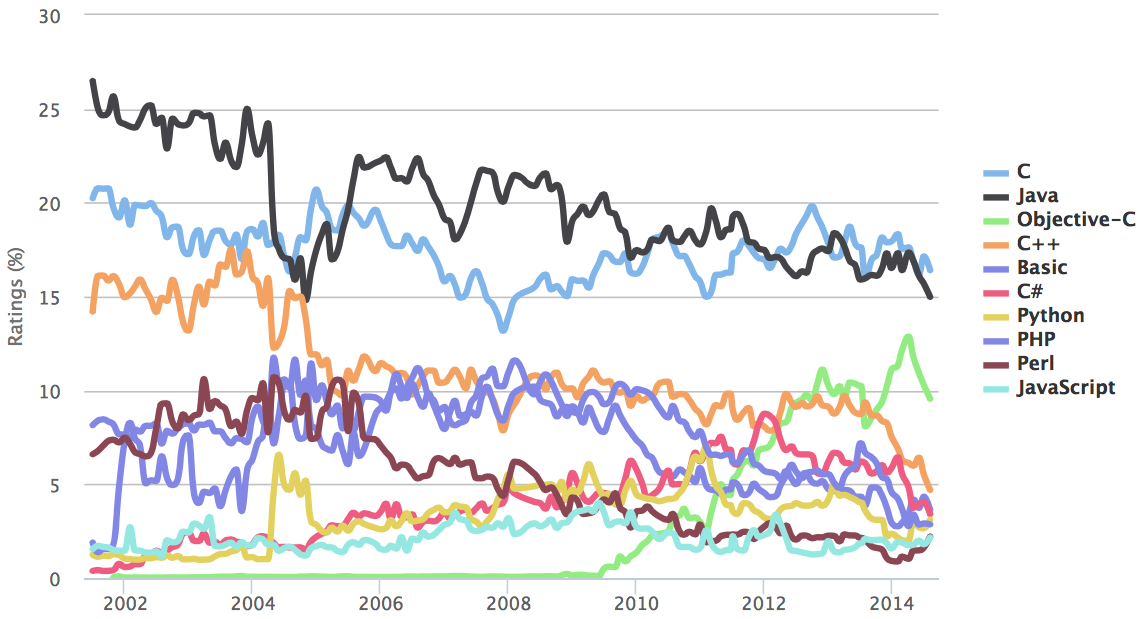 30
25
20
15
10
5
0
Ratings (%)
2002 2004 2006 2008 2010 2012 2014
C
Java
Objective-C
C++
Basic
C#
Python
PHP
Perl
JavaScript